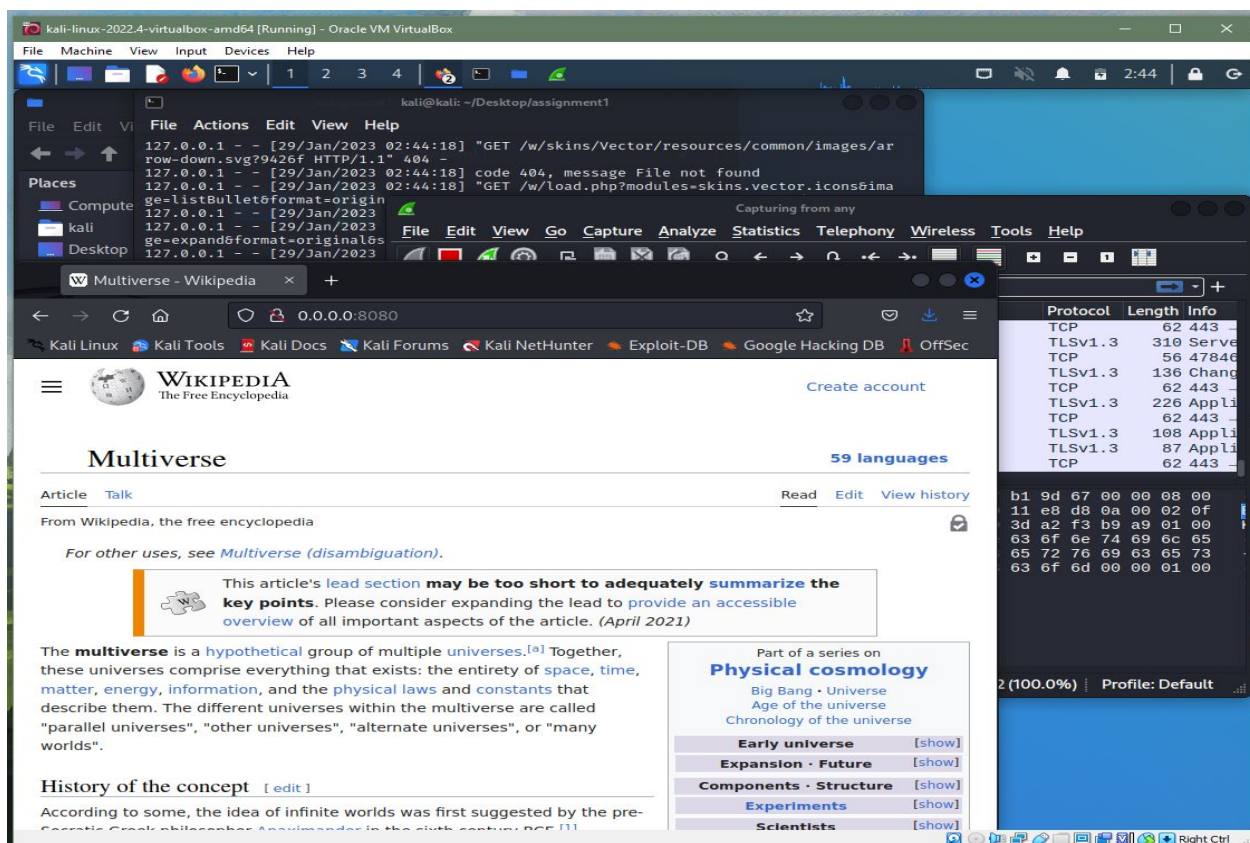 kali-linux-2022.4-virtualbox-amd64 [Running] - Oracle VM VirtualBox
File Machine View Input Devices Help
1 2 3 4 2 2:44
kali@kali: ~/Desktop/assignment1
File Edit Vi
File Actions Edit View Help
127.0.0.1 - - [29/Jan/2023 02:44:18] "GET /w/skins/Vector/resources/common/images/ar
row-down.svg?9426f HTTP/1.1" 404 -
127.0.0.1 - - [29/Jan/2023 02:44:18] code 404, message File not found
127.0.0.1 - - [29/Jan/2023 02:44:18] "GET /w/load.php?modules=skins.vector.icons&ima
ge=listBullet&format=origin
127.0.0.1 - - [29/Jan/2023
ge=expand&format=original&s
127.0.0.1 - - [29/Jan/2023
Places
Compute
kali
Desktop
Capturing from any
File Edit View Go Capture Analyze Statistics Telephony Wireless Tools Help
Protocol Length Info
TCP 62 443
TLSv1.3 310 Serve
TCP 56 47846
TLSv1.3 136 Chang
TCP 62 443
TLSv1.3 226 Appli
TCP 62 443
TLSv1.3 108 Appli
TLSv1.3 87 Appli
TCP 62 443
b1 9d 67 00 00 08 00
11 e8 d8 0a 00 02 0f
3d a2 f3 b9 a9 01 00
63 6f 6e 74 69 6c 65
65 72 76 69 63 65 73
63 6f 6d 00 00 01 00
2 (100.0%) Profile: Default
Multiverse - Wikipedia
0.0.0.0:8080
Kali Linux Kali Tools Kali Docs Kali Forums Kali NetHunter Exploit-DB Google Hacking DB OffSec
WIKIPEDIA
The Free Encyclopedia
Create account
Multiverse
59 languages
Article Talk Read Edit View history
From Wikipedia, the free encyclopedia
For other uses, see Multiverse (disambiguation).
This article's lead section may be too short to adequately summarize the
key points. Please consider expanding the lead to provide an accessible
overview of all important aspects of the article. (April 2021)
The multiverse is a hypothetical group of multiple universes.[a] Together,
these universes comprise everything that exists: the entirety of space, time,
matter, energy, information, and the physical laws and constants that
describe them. The different universes within the multiverse are called
"parallel universes", "other universes", "alternate universes", or "many
worlds".
History of the concept [ edit ]
According to some, the idea of infinite worlds was first suggested by the pre-
Socratic Greek philosopher Anaximander in the sixth century BCE.[1]
Part of a series on
Physical cosmology
Big Bang · Universe
Age of the universe
Chronology of the universe
Early universe [show]
Expansion · Future [show]
Components · Structure [show]
Experiments [show]
Scientists [show]
Right Ctrl